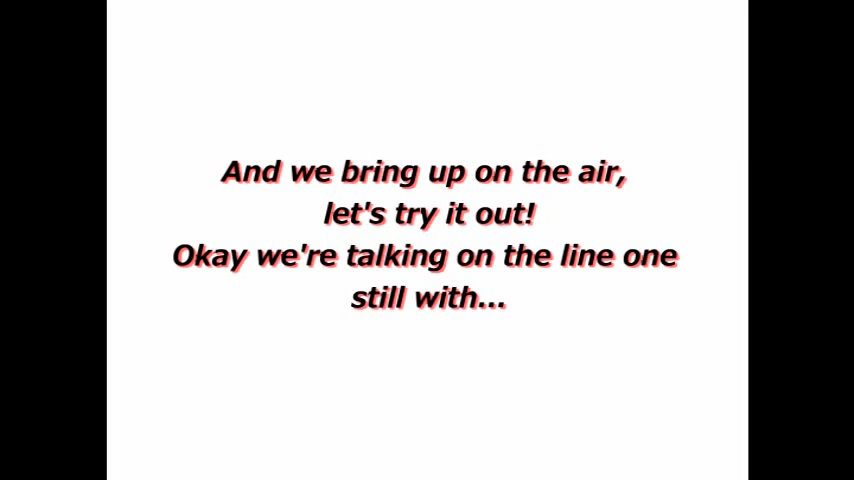 And we bring up on the air,
let's try it out!
Okay we're talking on the line one
still with...